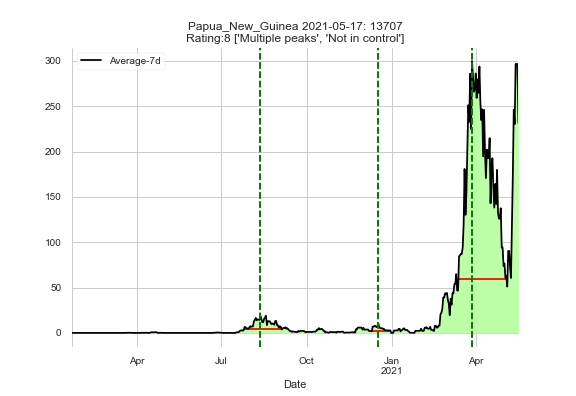 Papua_New_Guinea 2021-05-17: 13707
Rating:8 ['Multiple peaks', 'Not in control']
Average-7d
300
250
200
150
100
50
0
Apr
Jul
Oct
Jan
2021
Apr
Date